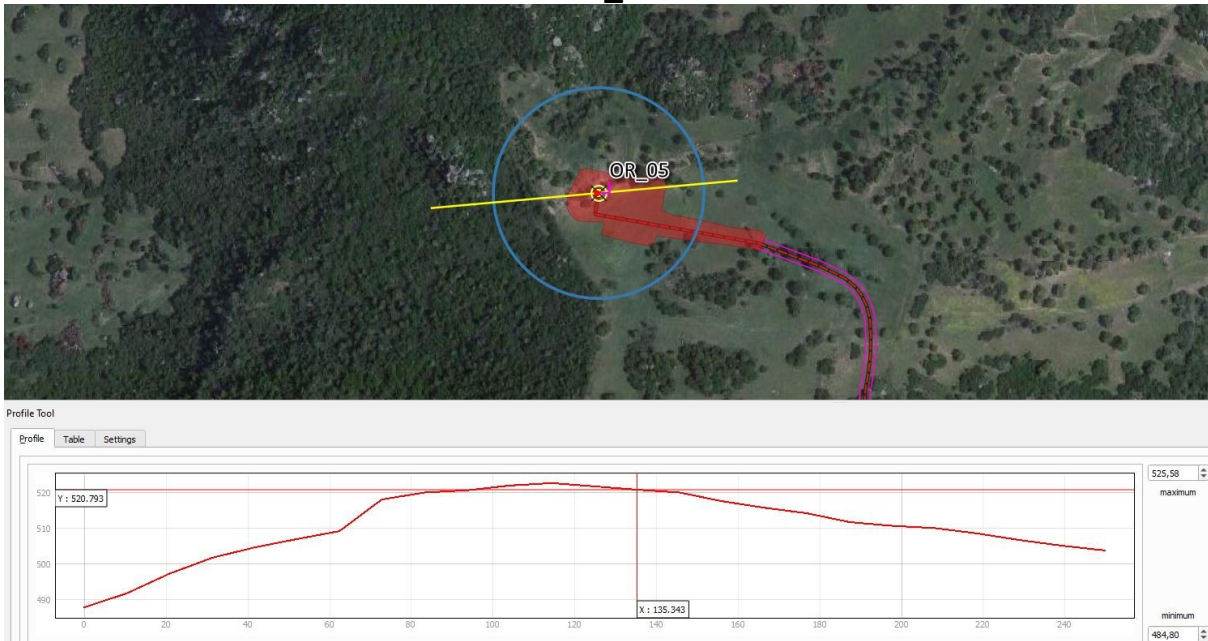 OR_05
Profile Tool
Profile Table Settings
525,58
maximum
520
Y : 520.793
510
500
490
X : 135.343
0 20 40 60 80 100 120 140 160 180 200 220 240
minimum
484,80